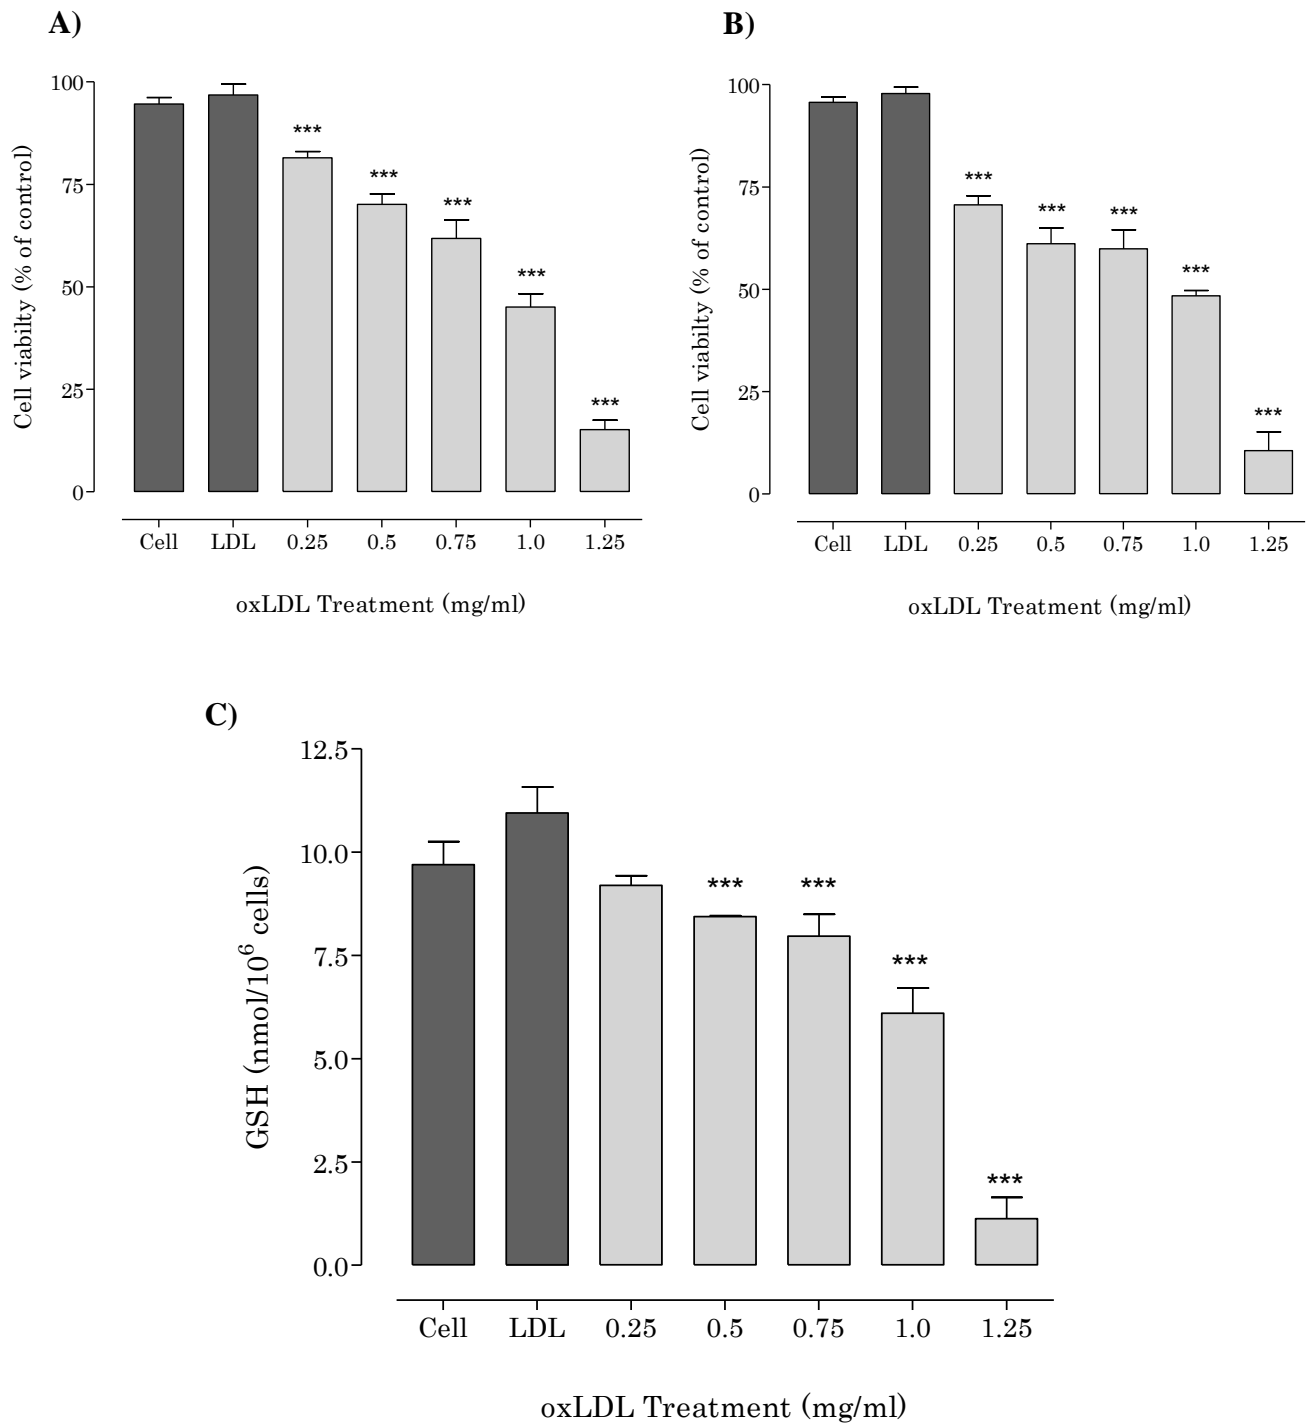 A)
Cell viabilty (% of control)
100
75
50
25
0
***
***
***
***
***
Cell LDL 0.25 0.5 0.75 1.0 1.25
oxLDL Treatment (mg/ml)
B)
Cell viabilty (% of control)
100
75
50
25
0
***
***
***
***
***
Cell LDL 0.25 0.5 0.75 1.0 1.25
oxLDL Treatment (mg/ml)
C)
GSH (nmol/10⁶ cells)
12.5
10.0
7.5
5.0
2.5
0.0
*** ***
***
***
Cell LDL 0.25 0.5 0.75 1.0 1.25
oxLDL Treatment (mg/ml)